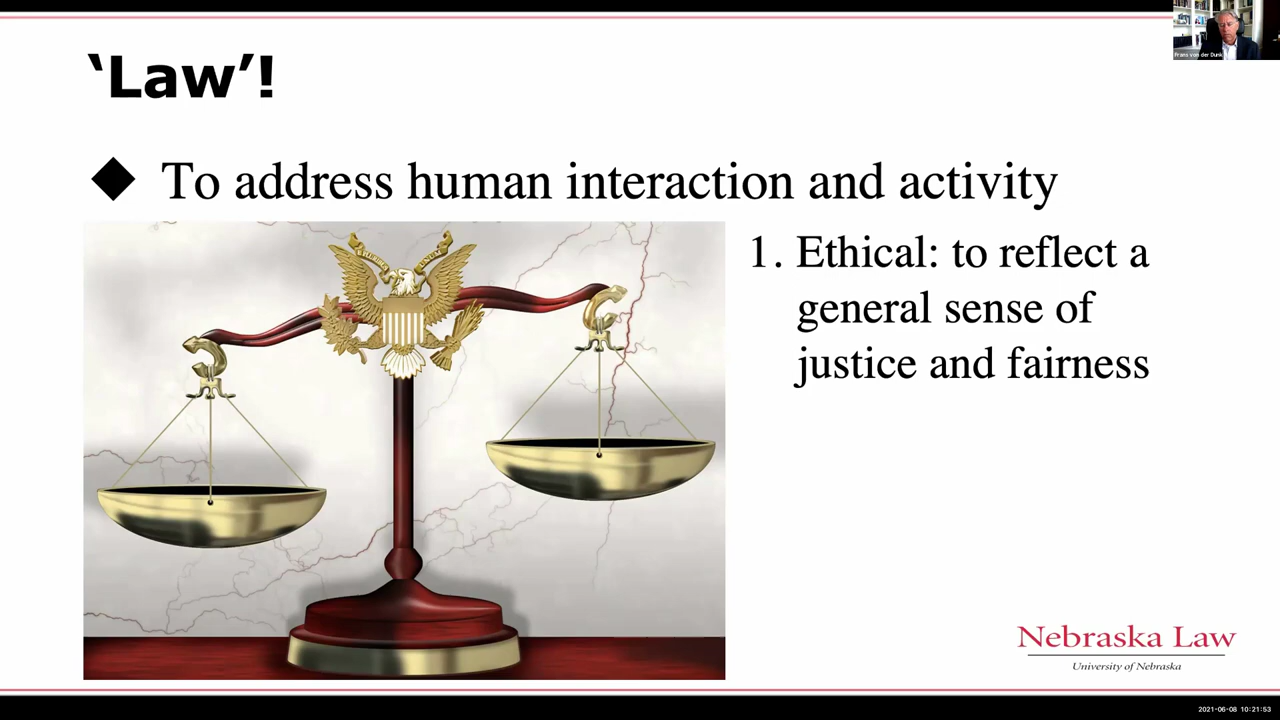 ‘Law’!
◆ To address human interaction and activity
1. Ethical: to reflect a
general sense of
justice and fairness
Nebraska Law
University of Nebraska
Frans von der Dunk
2021-06-08 10:21:53